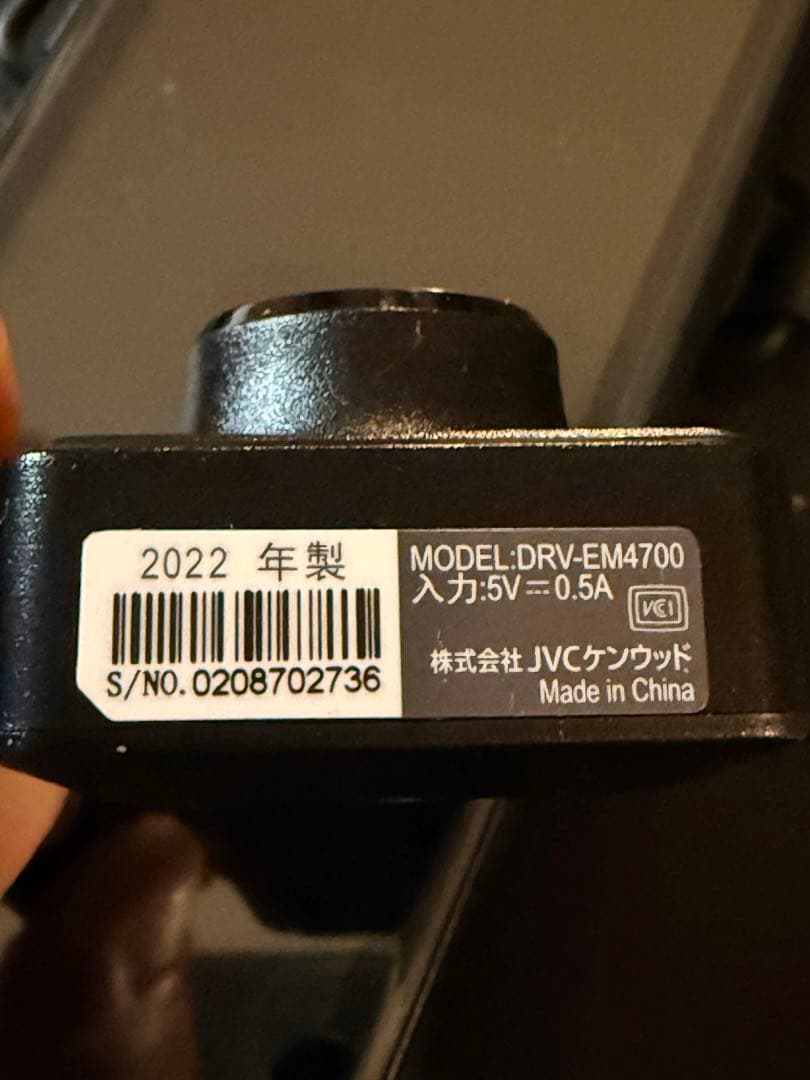 2022 年製
S/NO. 0208702736
MODEL:DRV-EM4700
入力:5V⎓0.5A
VCCI
株式会社 JVCケンウッド
Made in China